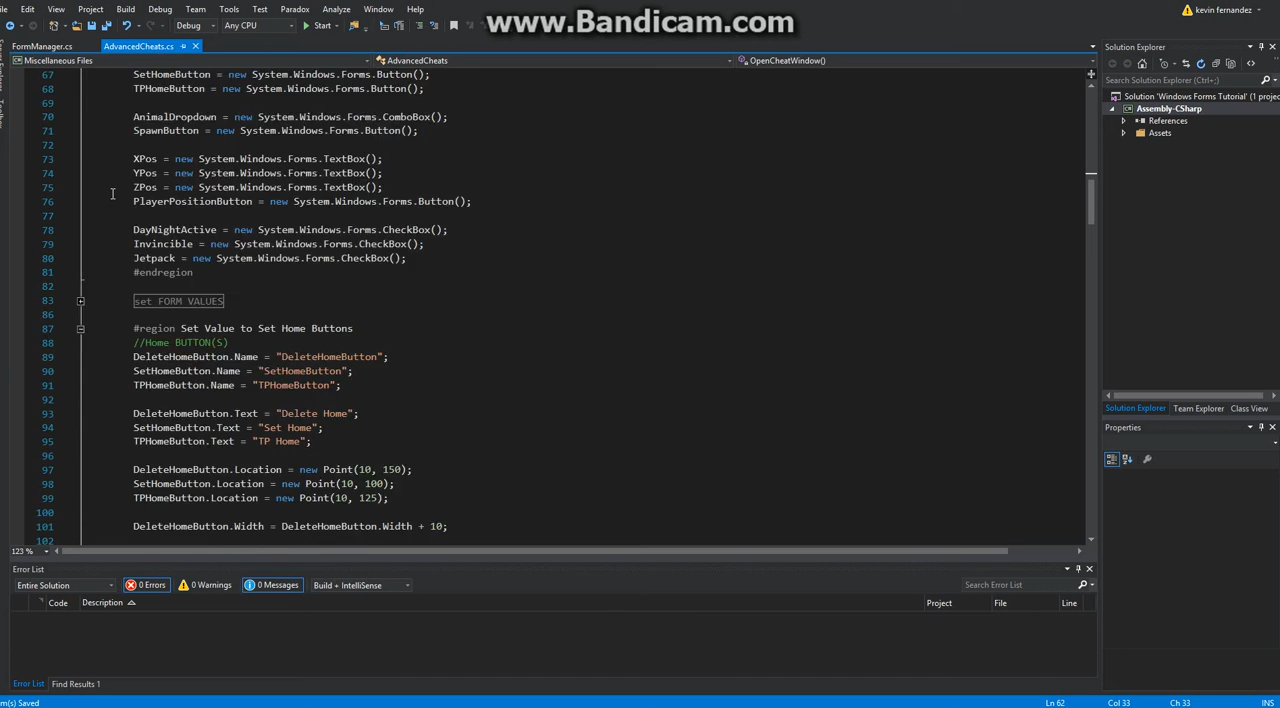 www.Bandicam.com
File Edit View Project Build Debug Team Tools Test Paradox Analyze Window Help kevin fernandez
Debug Any CPU Start
FormManager.cs AdvancedCheats.cs
Miscellaneous Files AdvancedCheats OpenCheatWindow()
67 SetHomeButton = new System.Windows.Forms.Button();
68 TPHomeButton = new System.Windows.Forms.Button();
69
70 AnimalDropdown = new System.Windows.Forms.ComboBox();
71 SpawnButton = new System.Windows.Forms.Button();
72
73 XPos = new System.Windows.Forms.TextBox();
74 YPos = new System.Windows.Forms.TextBox();
75 ZPos = new System.Windows.Forms.TextBox();
76 PlayerPositionButton = new System.Windows.Forms.Button();
77
78 DayNightActive = new System.Windows.Forms.CheckBox();
79 Invincible = new System.Windows.Forms.CheckBox();
80 Jetpack = new System.Windows.Forms.CheckBox();
81 #endregion
82
83 set FORM VALUES
86
87 #region Set Value to Set Home Buttons
88 //Home BUTTON(S)
89 DeleteHomeButton.Name = "DeleteHomeButton";
90 SetHomeButton.Name = "SetHomeButton";
91 TPHomeButton.Name = "TPHomeButton";
92
93 DeleteHomeButton.Text = "Delete Home";
94 SetHomeButton.Text = "Set Home";
95 TPHomeButton.Text = "TP Home";
96
97 DeleteHomeButton.Location = new Point(10, 150);
98 SetHomeButton.Location = new Point(10, 100);
99 TPHomeButton.Location = new Point(10, 125);
100
101 DeleteHomeButton.Width = DeleteHomeButton.Width + 10;
102
123 %
Solution Explorer
Search Solution Explorer (Ctrl+;)
Solution 'Windows Forms Tutorial' (1 projec
Assembly-CSharp
References
Assets
Solution Explorer Team Explorer Class View
Properties
Error List
Entire Solution 0 Errors 0 Warnings 0 Messages Build + IntelliSense Search Error List
Code Description Project File Line
Error List Find Results 1
m(s) Saved Ln 62 Col 33 Ch 33 INS